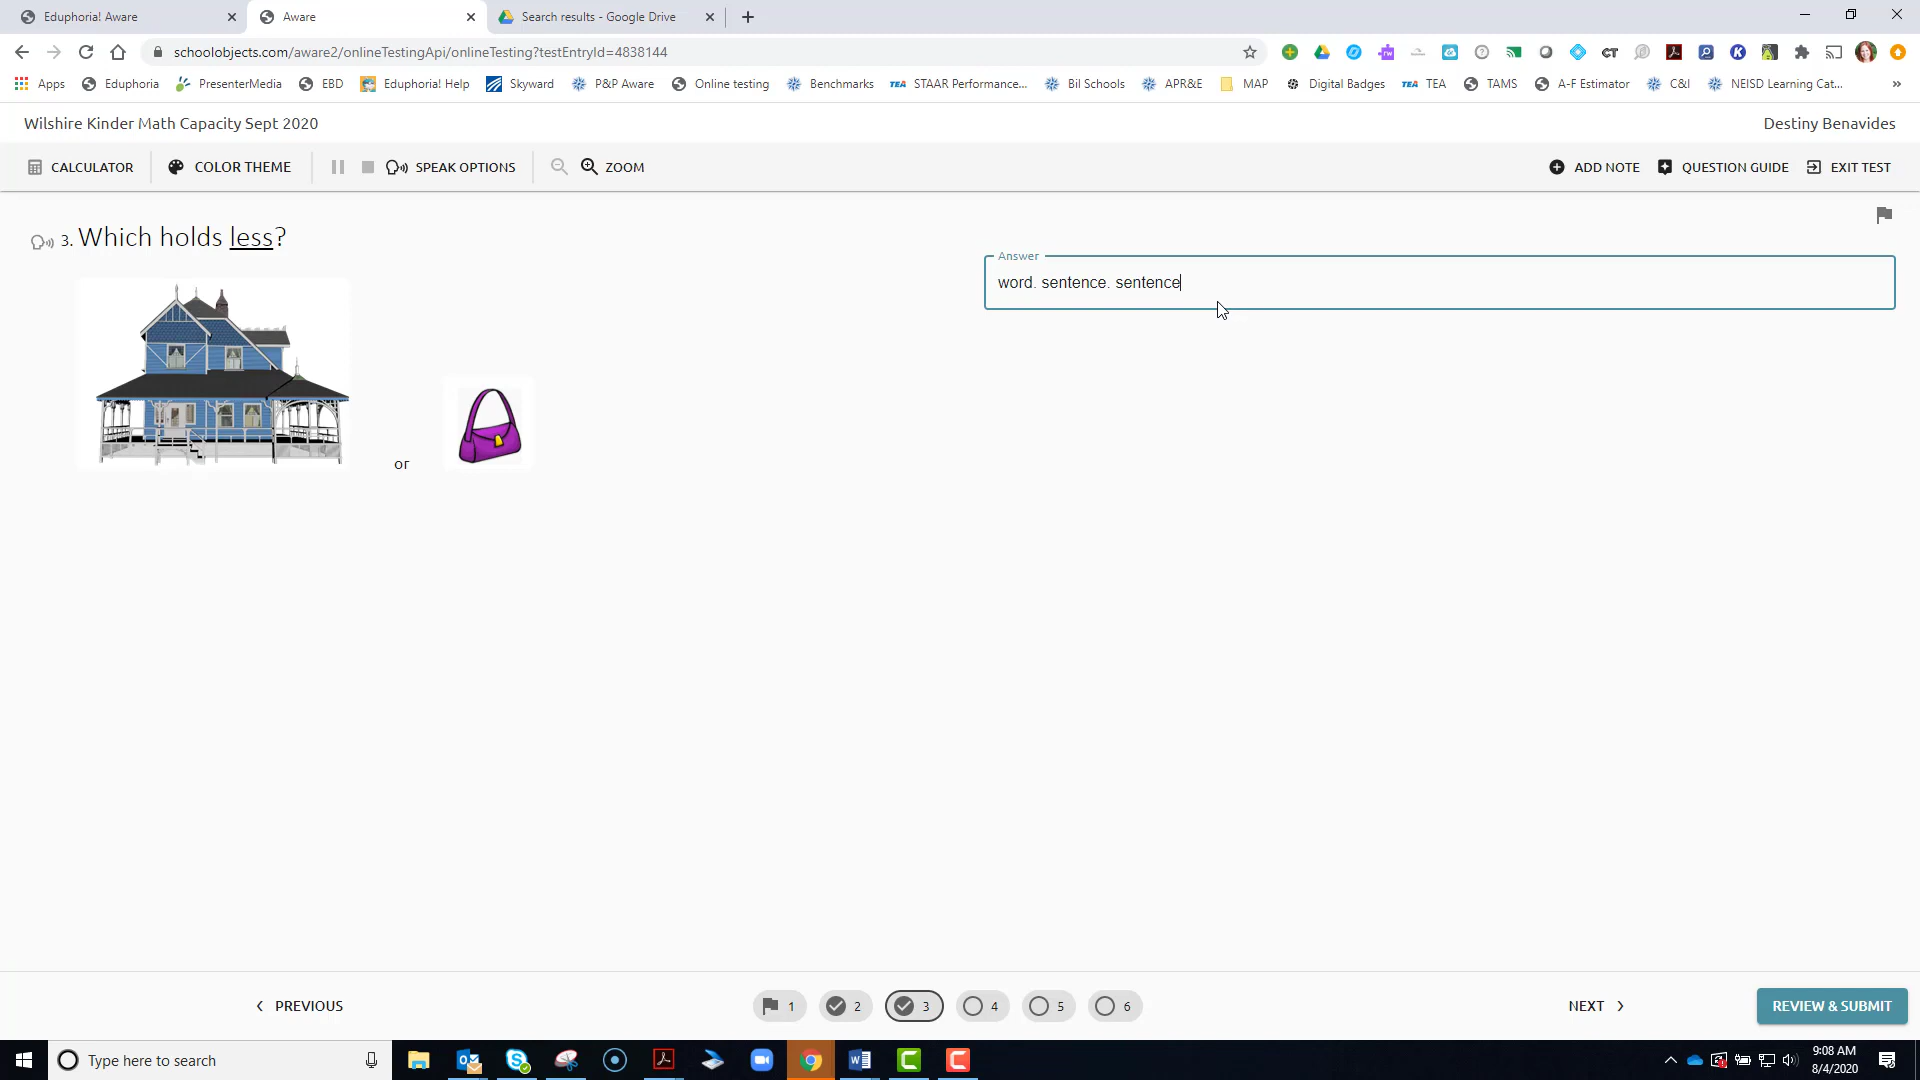 Eduphoria! Aware
Aware
Search results - Google Drive
schoolobjects.com/aware2/onlineTestingApi/onlineTesting?testEntryId=4838144
Apps
Eduphoria
PresenterMedia
EBD
Eduphoria! Help
Skyward
P&P Aware
Online testing
Benchmarks
TEA STAAR Performance...
Bil Schools
APR&E
MAP
Digital Badges
TEA TEA
TAMS
A-F Estimator
C&I
NEISD Learning Cat...
»
Wilshire Kinder Math Capacity Sept 2020
Destiny Benavides
CALCULATOR
COLOR THEME
SPEAK OPTIONS
ZOOM
ADD NOTE
QUESTION GUIDE
EXIT TEST
3. Which holds less?
or
Answer
word. sentence. sentence
PREVIOUS
1
2
3
4
5
6
NEXT
REVIEW & SUBMIT
Type here to search
9:08 AM
8/4/2020